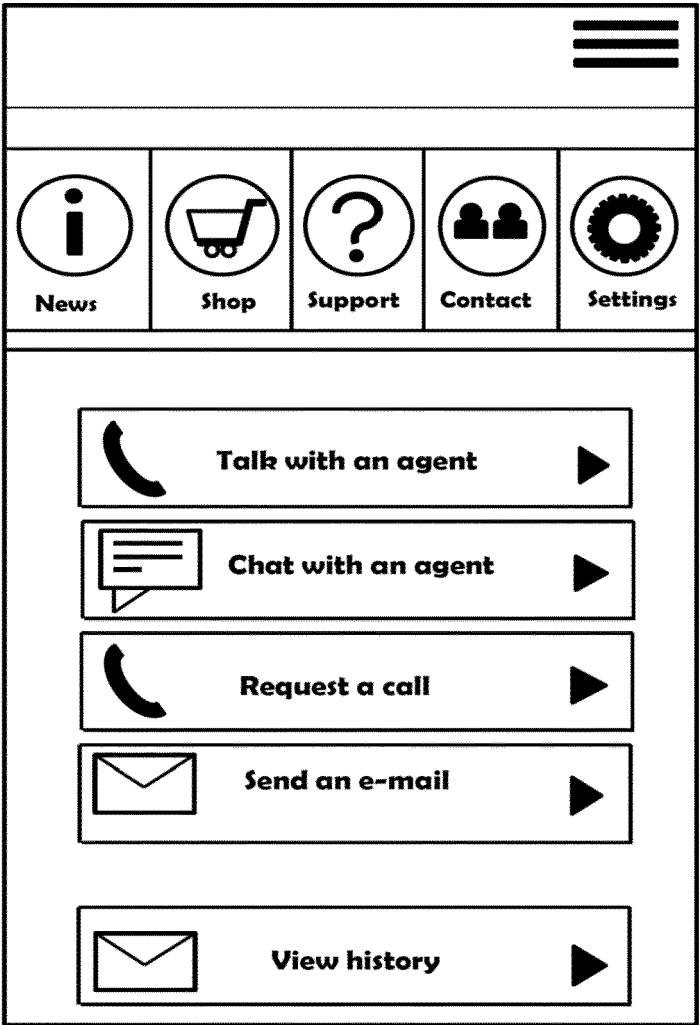 News
Shop
Support
Contact
Settings
Talk with an agent
Chat with an agent
Request a call
Send an e-mail
View history